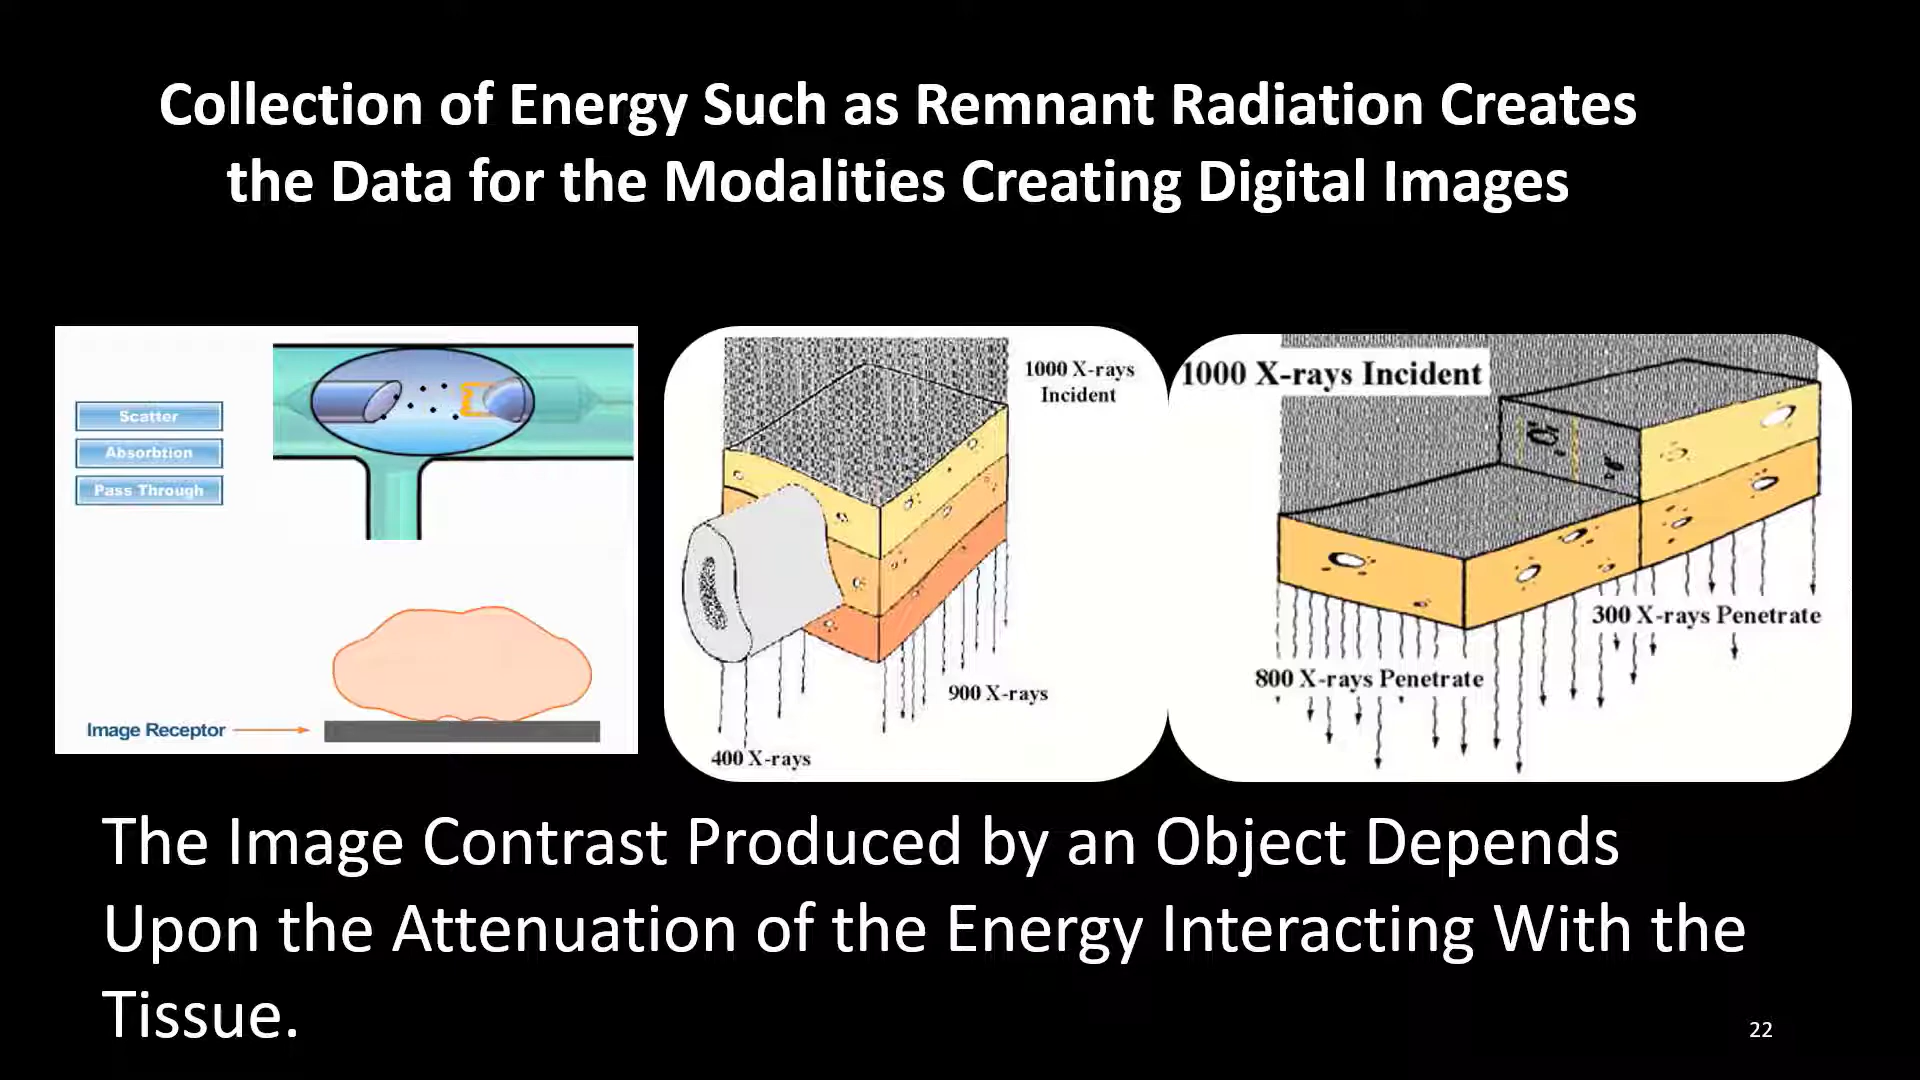 Collection of Energy Such as Remnant Radiation Creates
the Data for the Modalities Creating Digital Images
Scatter
Absorbtion
Pass Through
Image Receptor
1000 X-rays
Incident
900 X-rays
400 X-rays
1000 X-rays Incident
300 X-rays Penetrate
800 X-rays Penetrate
The Image Contrast Produced by an Object Depends
Upon the Attenuation of the Energy Interacting With the
Tissue.
22